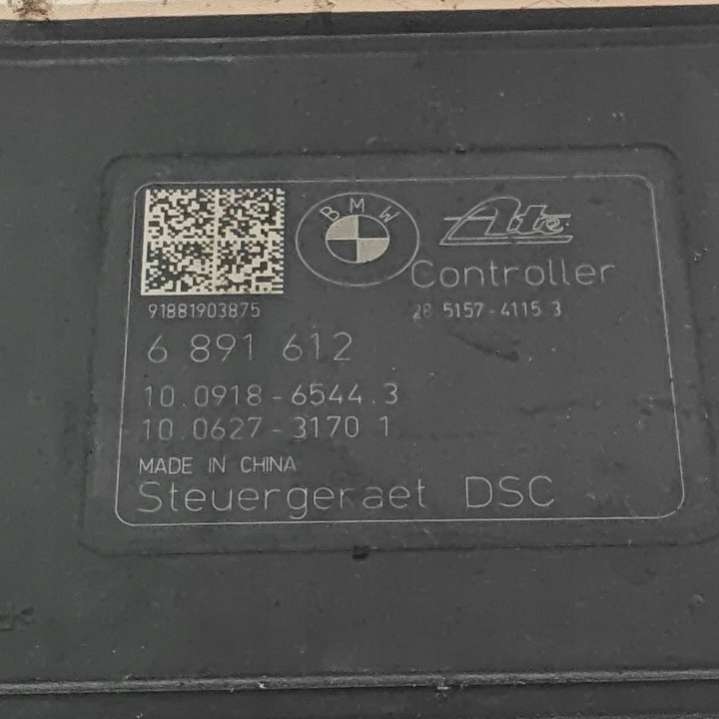 BMW
Ate
Controller
91881903875
28 5157-4115 3
6 891 612
10.0918-6544.3
10.0627-3170 1
MADE IN CHINA
Steuergeraet DSC